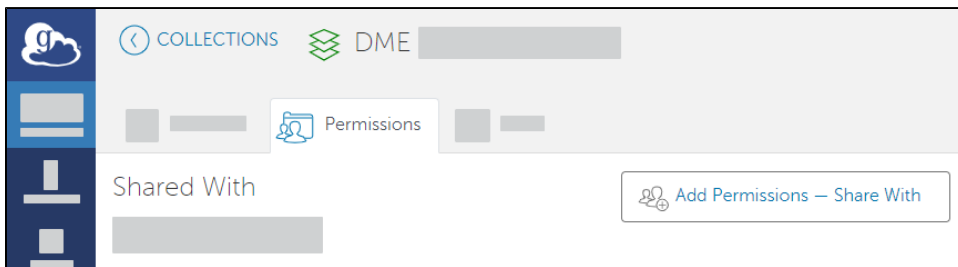 g
COLLECTIONS DME
Permissions
Shared With
Add Permissions — Share With